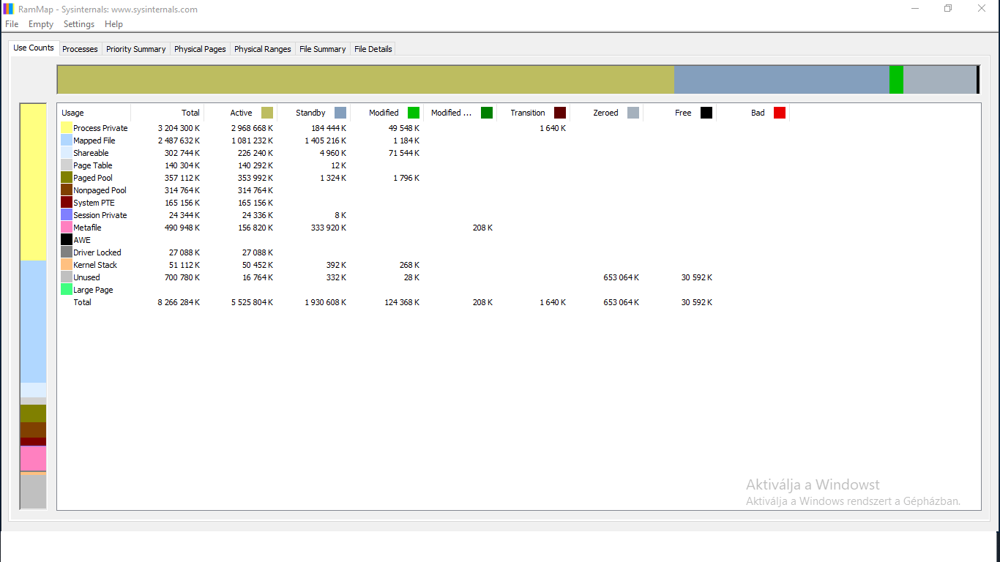 RamMap - Sysinternals: www.sysinternals.com
File Empty Settings Help
Use Counts Processes Priority Summary Physical Pages Physical Ranges File Summary File Details
Usage Total Active Standby Modified Modified ... Transition Zeroed Free Bad
Process Private 3 204 300 K 2 968 668 K 184 444 K 49 548 K 1 640 K
Mapped File 2 487 632 K 1 081 232 K 1 405 216 K 1 184 K
Shareable 302 744 K 226 240 K 4 960 K 71 544 K
Page Table 140 304 K 140 292 K 12 K
Paged Pool 357 112 K 353 992 K 1 324 K 1 796 K
Nonpaged Pool 314 764 K 314 764 K
System PTE 165 156 K 165 156 K
Session Private 24 344 K 24 336 K 8 K
Metafile 490 948 K 156 820 K 333 920 K 208 K
AWE
Driver Locked 27 088 K 27 088 K
Kernel Stack 51 112 K 50 452 K 392 K 268 K
Unused 700 780 K 16 764 K 332 K 28 K 653 064 K 30 592 K
Large Page
Total 8 266 284 K 5 525 804 K 1 930 608 K 124 368 K 208 K 1 640 K 653 064 K 30 592 K
Aktiválja a Windowst
Aktiválja a Windows rendszert a Gépházban.